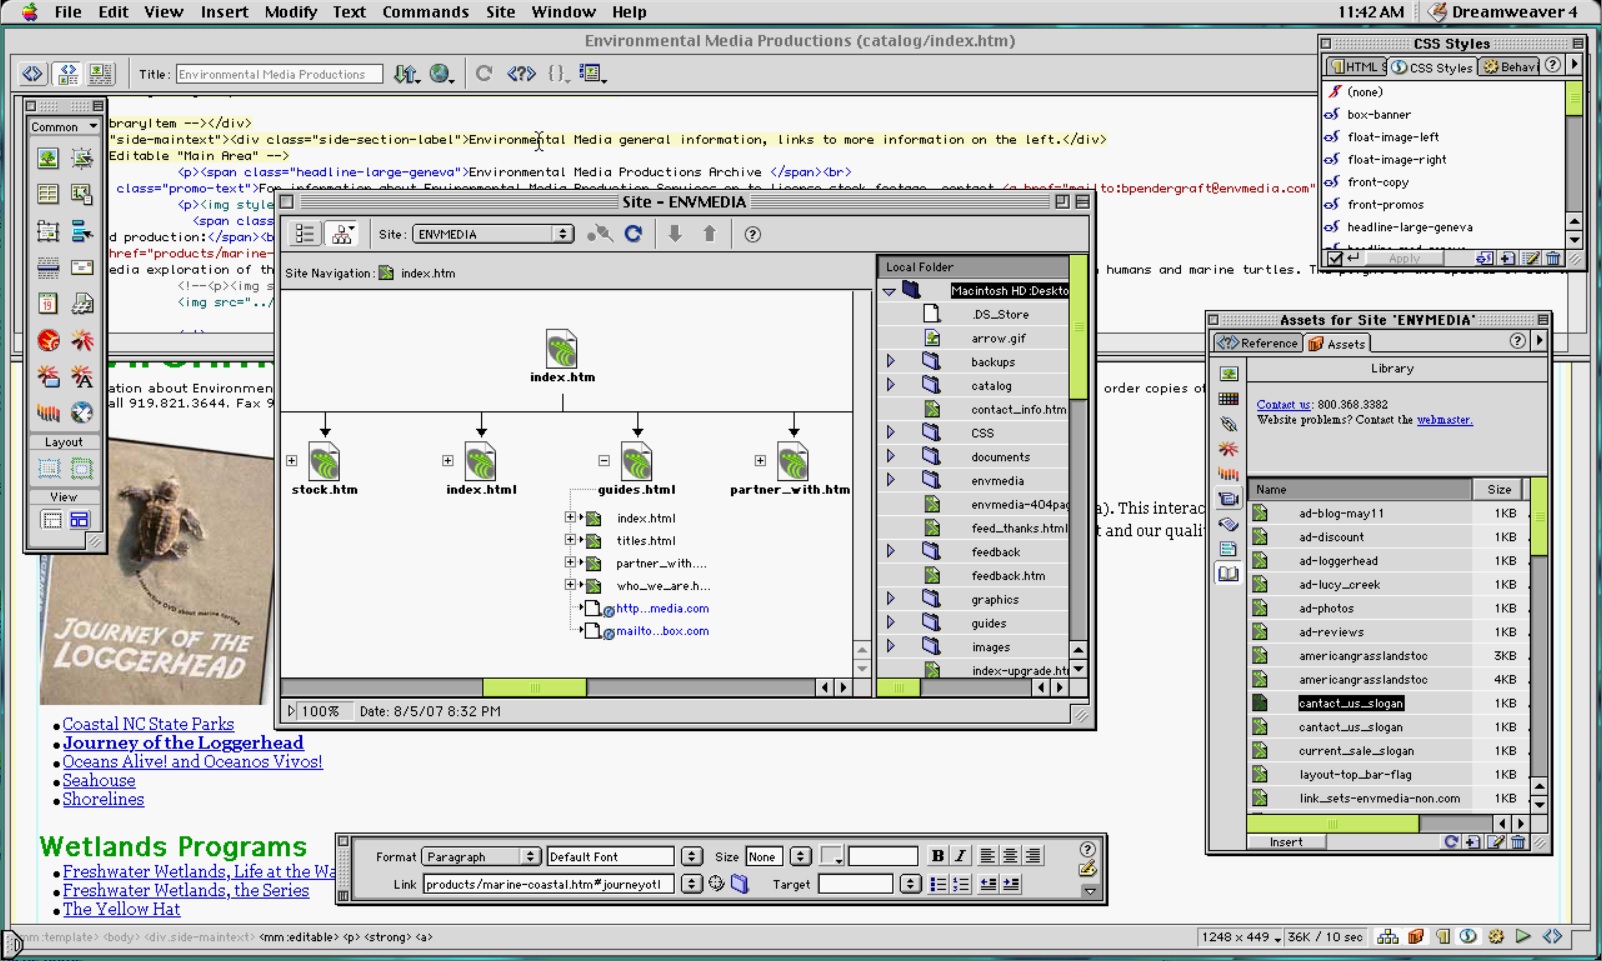 File Edit View Insert Modify Text Commands Site Window Help
11:42 AM Dreamweaver 4
Environmental Media Productions (catalog/index.htm)
Title: Environmental Media Productions
Common
braryItem --></div>
"side-maintext"><div class="side-section-label">Environmental Media general information, links to more information on the left.</div>
Editable "Main Area" -->
<p><span class="headline-large-geneva">Environmental Media Productions Archive </span><br>
class="promo-text">For information about Environmental Media Production Services or to license stock footage, contact <a href="mailto:bpendergraft@envmedia.com"
<p><img style
<span class
d production:</span><b
href="products/marine-
edia exploration of th
humans and marine turtles. The
<!--<p><img s
<img src="../
ation about Environmen
order copies of
all 919.821.3644. Fax 9
Layout
View
a). This interac
t and our quali
JOURNEY OF THE
LOGGERHEAD
Coastal NC State Parks
Journey of the Loggerhead
Oceans Alive! and Oceanos Vivos!
Seahouse
Shorelines
Wetlands Programs
Freshwater Wetlands, Life at the Wa
Freshwater Wetlands, the Series
The Yellow Hat
Site - ENVMEDIA
Site: ENVMEDIA
Site Navigation: index.htm
index.htm
stock.htm
index.html
guides.html
partner_with.htm
index.html
titles.html
partner_with....
who_we_are.h...
http...media.com
mailto...box.com
100% Date: 8/5/07 8:32 PM
Local Folder
Macintosh HD:Deskto
.DS_Store
arrow.gif
backups
catalog
contact_info.htm
CSS
documents
envmedia
envmedia-404pag
feed_thanks.html
feedback
feedback.htm
graphics
guides
images
index-upgrade.ht
CSS Styles
HTML S CSS Styles Behavi
(none)
box-banner
float-image-left
float-image-right
front-copy
front-promos
headline-large-geneva
Apply
Assets for Site 'ENVMEDIA'
Reference Assets
Library
Contact us: 800.368.3382
Website problems? Contact the webmaster.
Name Size
ad-blog-may11 1KB
ad-discount 1KB
ad-loggerhead 1KB
ad-lucy_creek 1KB
ad-photos 1KB
ad-reviews 1KB
americangrasslandstoc 3KB
americangrasslandstoc 4KB
cantact_us_slogan 1KB
cantact_us_slogan 1KB
current_sale_slogan 1KB
layout-top_bar-flag 1KB
link_sets-envmedia-non.com 1KB
Insert
Format Paragraph Default Font Size None B I
Link products/marine-coastal.htm#journeyotl Target
mm:template> <body> <div.side-maintext> <mm:editable> <p> <strong> <a>
1248 x 449 36K / 10 sec